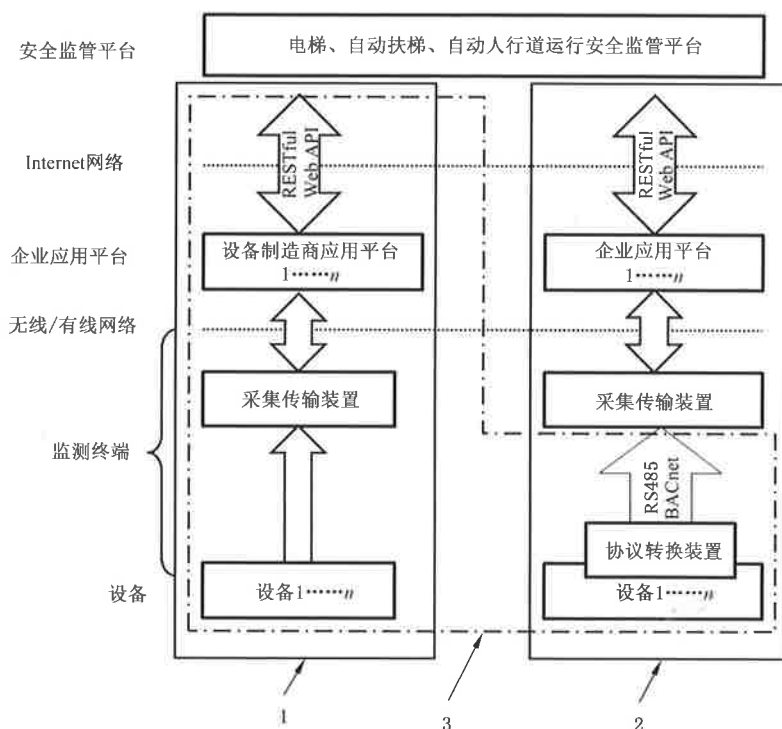 安全监管平台
电梯、自动扶梯、自动人行道运行安全监管平台
Internet网络
RESTful
Web API
RESTful
Web API
企业应用平台
设备制造商应用平台
1……n
企业应用平台
1……n
无线/有线网络
采集传输装置
采集传输装置
监测终端
RS485
BACnet
协议转换装置
设备
设备1……n
设备1……n
1
3
2